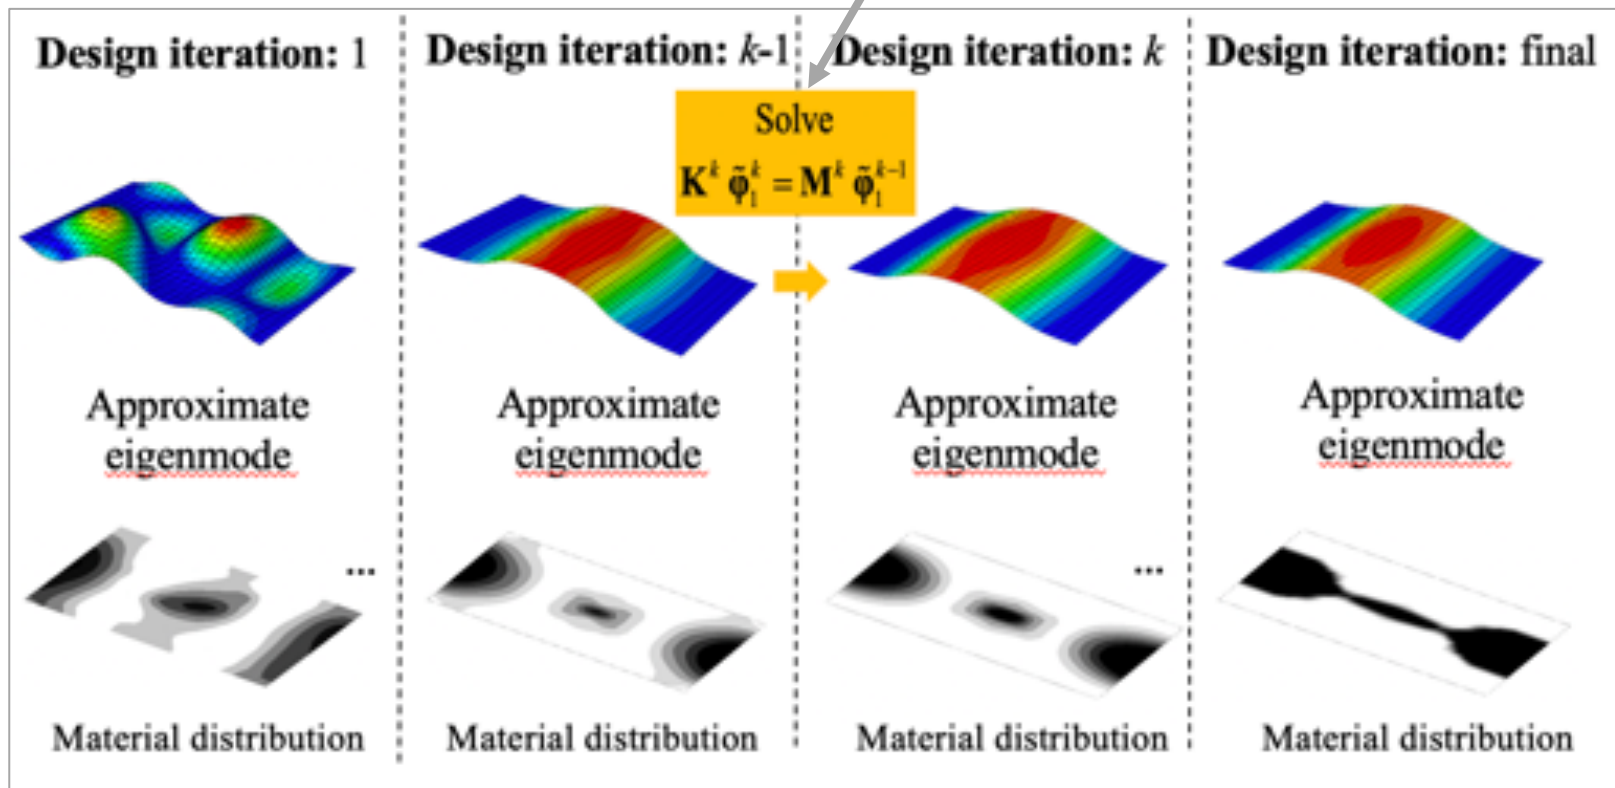 Design iteration: 1
Design iteration: k-1
Design iteration: k
Design iteration: final
Solve
K^k φ̃_1^k = M^k φ̃_1^{k-1}
Approximate
eigenmode
Approximate
eigenmode
Approximate
eigenmode
Approximate
eigenmode
...
...
Material distribution
Material distribution
Material distribution
Material distribution